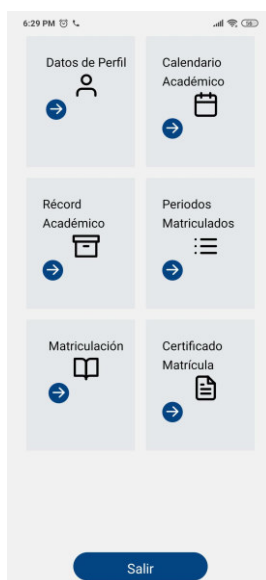 6:29 PM
Datos de Perfil
Calendario
Académico
Récord
Académico
Periodos
Matriculados
Matriculación
Certificado
Matrícula
Salir